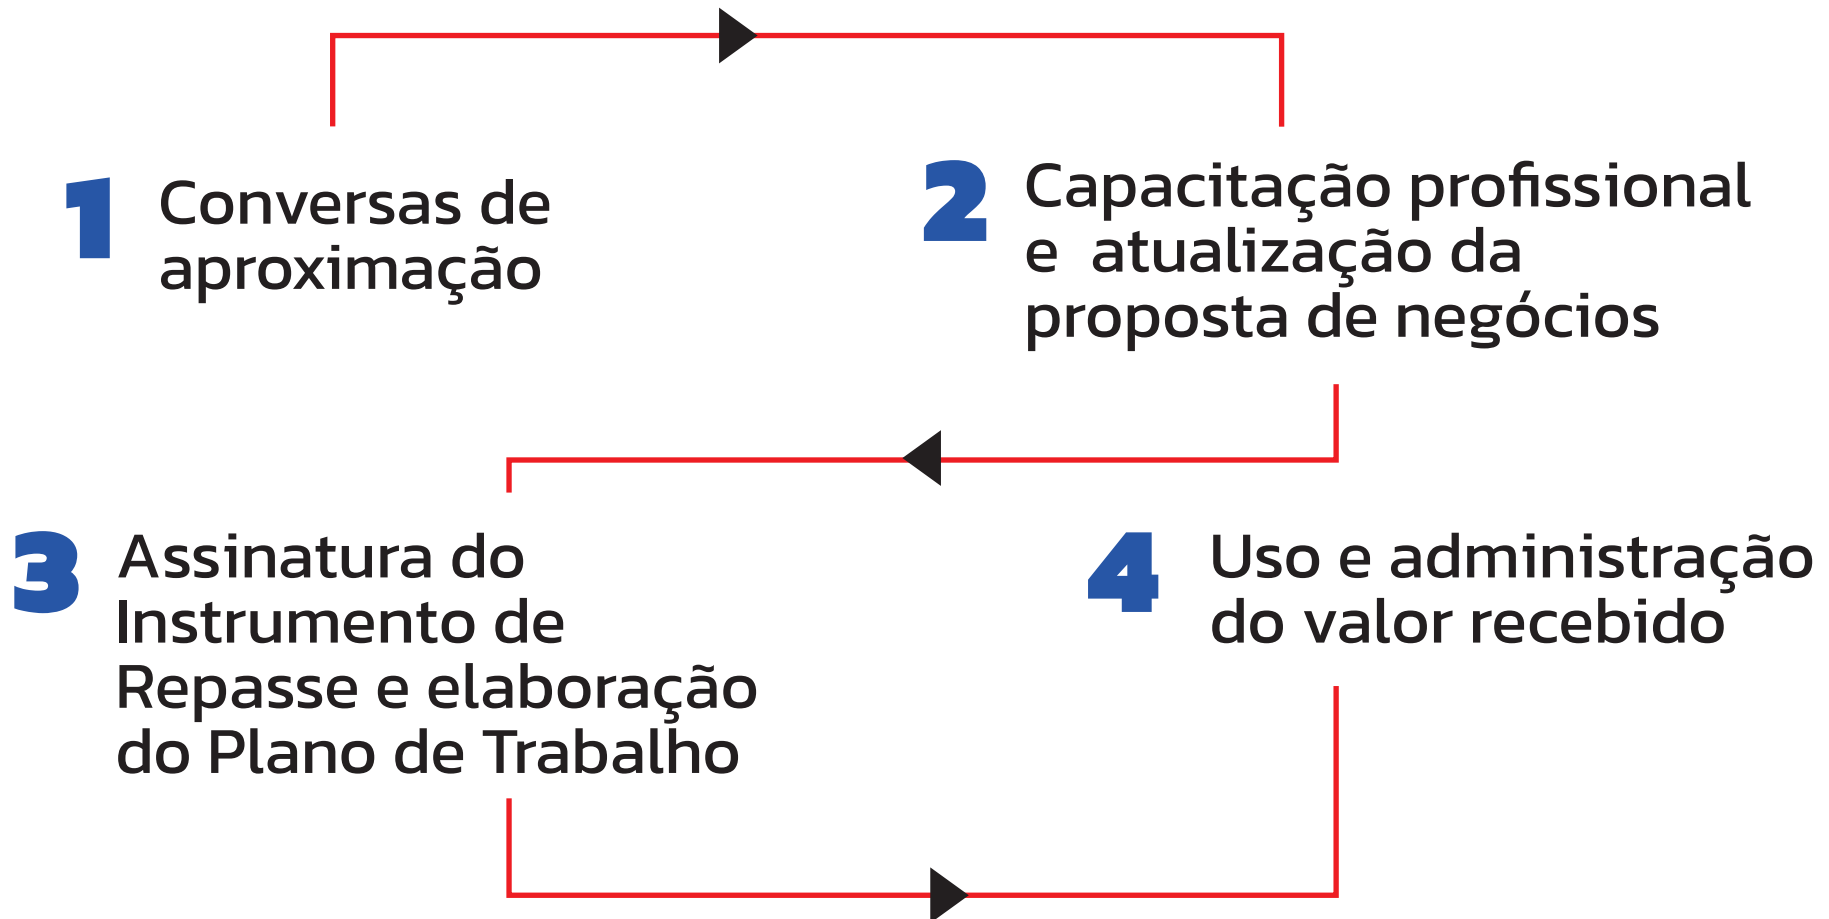 1 Conversas de
aproximação
2 Capacitação profissional
e atualização da
proposta de negócios
3 Assinatura do
Instrumento de
Repasse e elaboração
do Plano de Trabalho
4 Uso e administração
do valor recebido